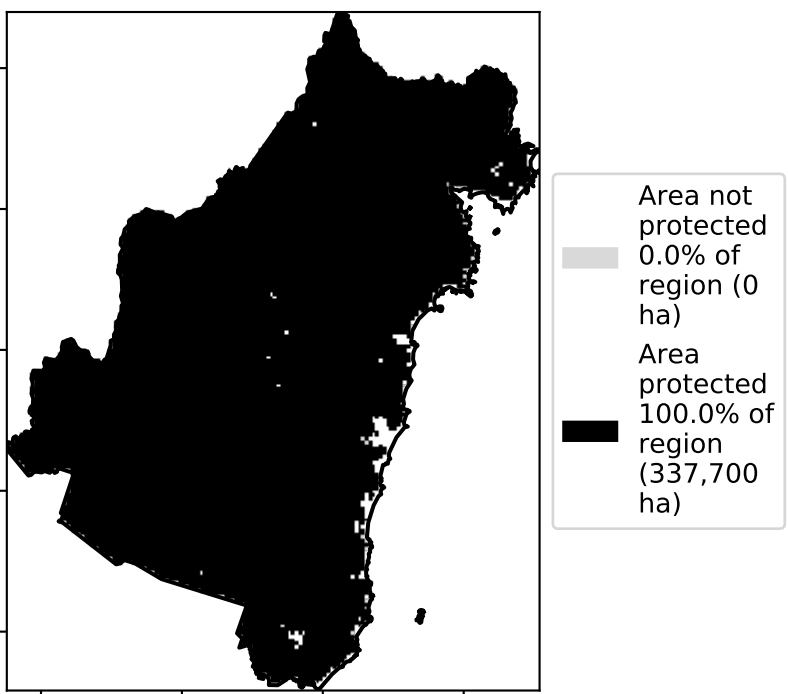 Area not
protected
0.0% of
region (0
ha)
Area
protected
100.0% of
region
(337,700
ha)